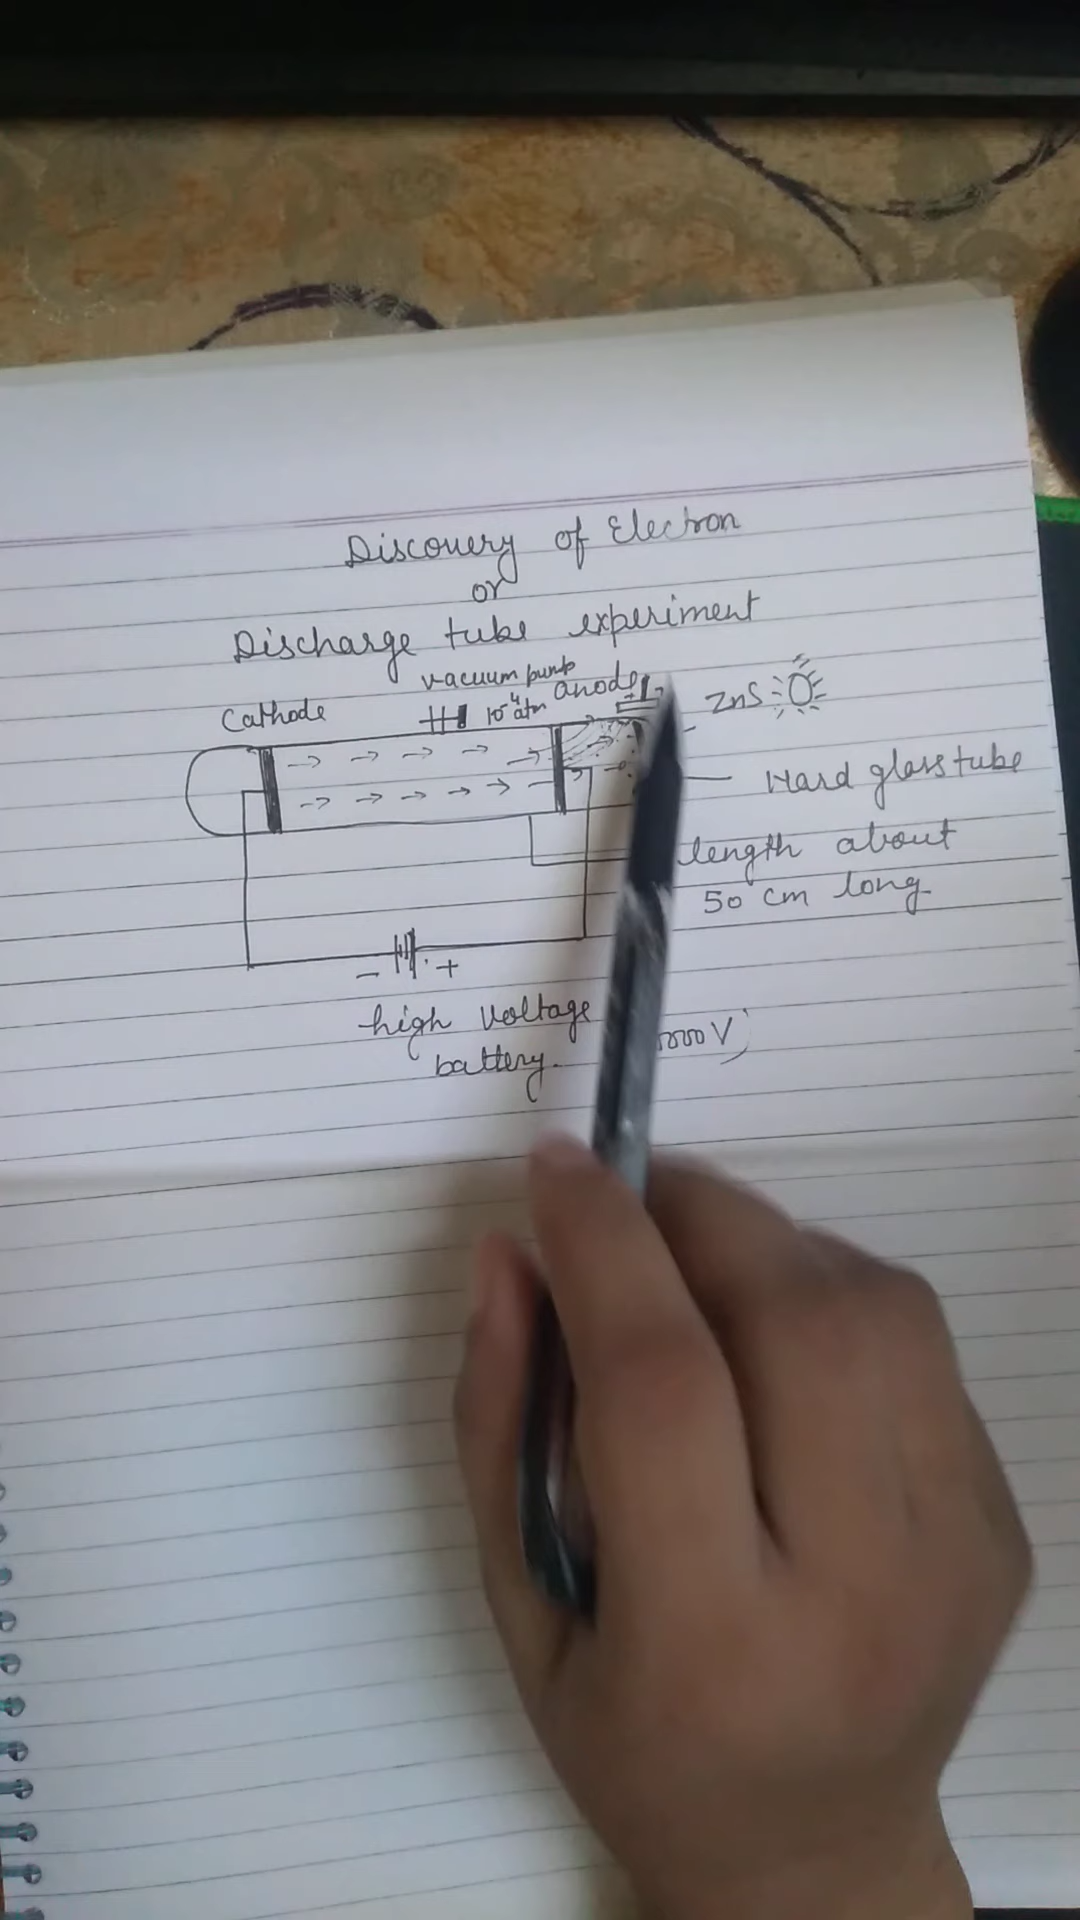 Discovery of Electron
or
Discharge tube experiment
vacuum pump
Cathode
10⁻⁴ atm
anode
ZnS
Hard glass tube
length about
50 cm long
- +
high voltage
battery.
000V)